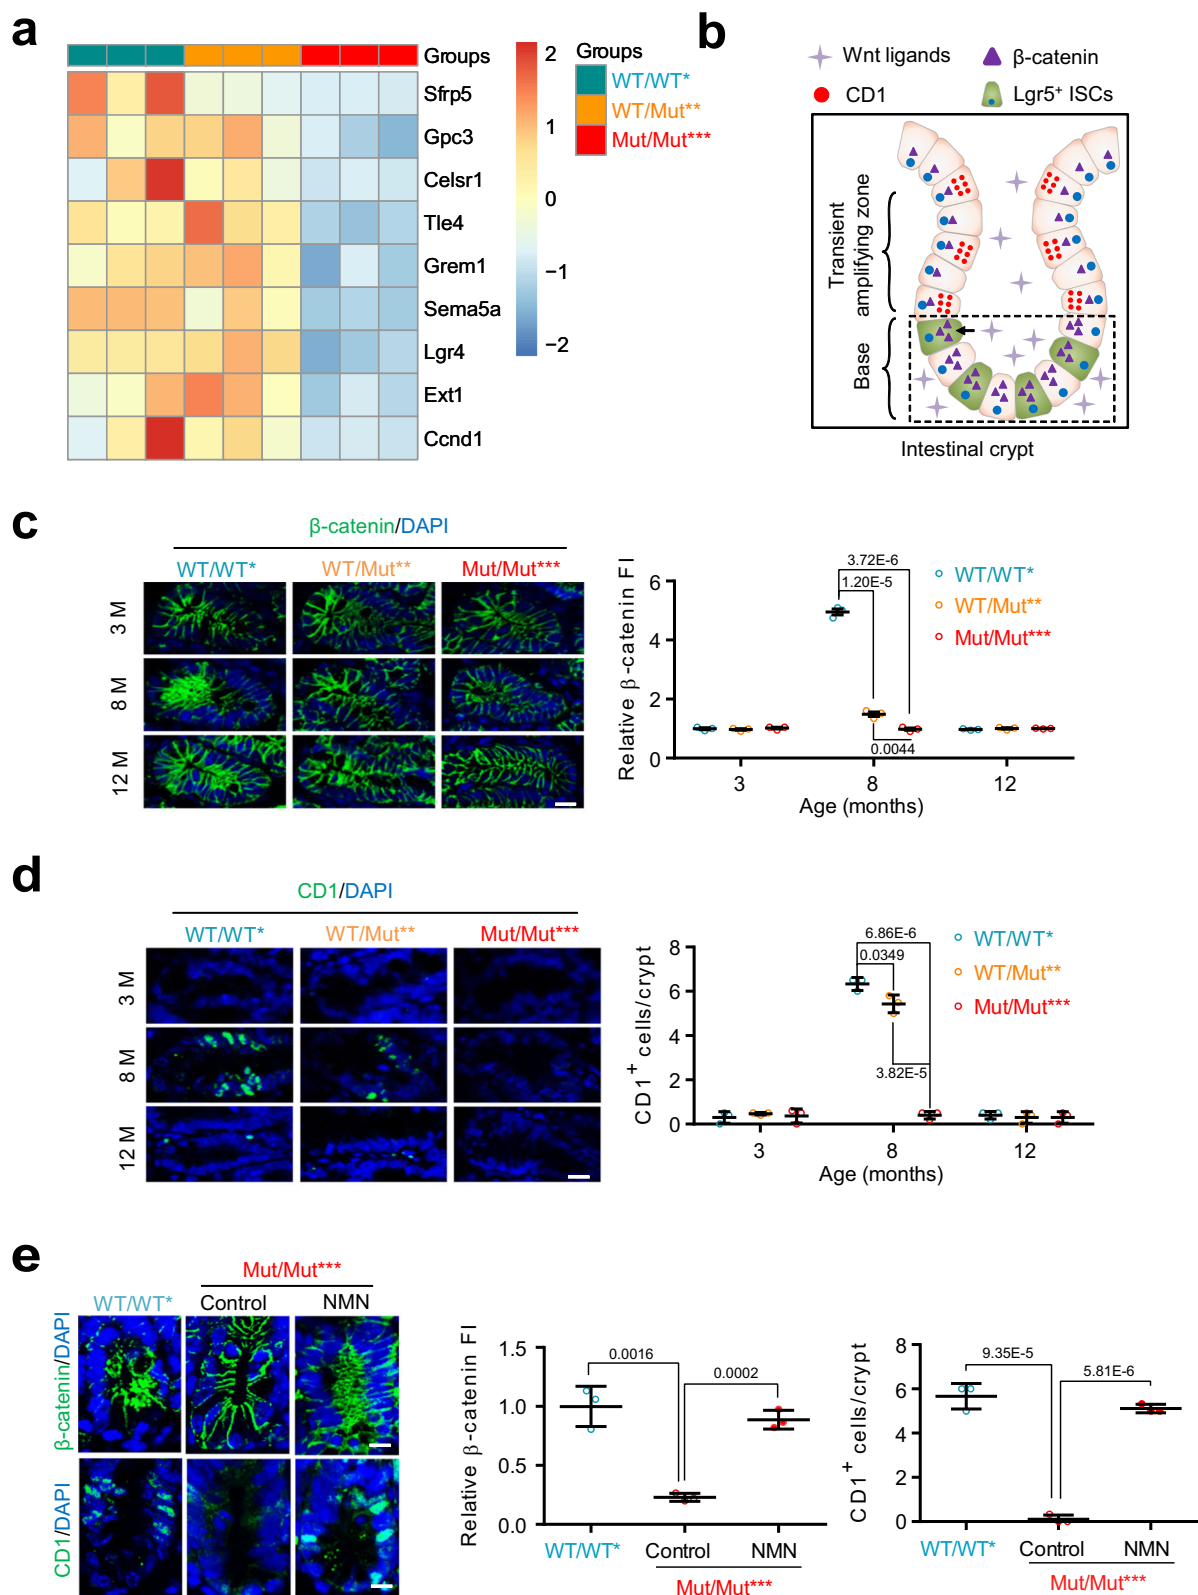 a
Groups
Sfrp5
Gpc3
Celsr1
Tle4
Grem1
Sema5a
Lgr4
Ext1
Ccnd1
2
1
0
−1
−2
Groups
WT/WT*
WT/Mut**
Mut/Mut***
b
Wnt ligands
β-catenin
CD1
Lgr5⁺ ISCs
Transient
amplifying zone
Base
Intestinal crypt
c
β-catenin/DAPI
WT/WT*
WT/Mut**
Mut/Mut***
3 M
8 M
12 M
Relative β-catenin FI
6
4
2
0
3.72E-6
1.20E-5
0.0044
WT/WT*
WT/Mut**
Mut/Mut***
3
8
12
Age (months)
d
CD1/DAPI
WT/WT*
WT/Mut**
Mut/Mut***
3 M
8 M
12 M
CD1⁺ cells/crypt
8
6
4
2
0
6.86E-6
0.0349
3.82E-5
WT/WT*
WT/Mut**
Mut/Mut***
3
8
12
Age (months)
e
Mut/Mut***
WT/WT*
Control
NMN
β-catenin/DAPI
CD1/DAPI
Relative β-catenin FI
1.5
1.0
0.5
0.0
0.0016
0.0002
WT/WT*
Control
NMN
Mut/Mut***
CD1⁺ cells/crypt
8
6
4
2
0
9.35E-5
5.81E-6
WT/WT*
Control
NMN
Mut/Mut***